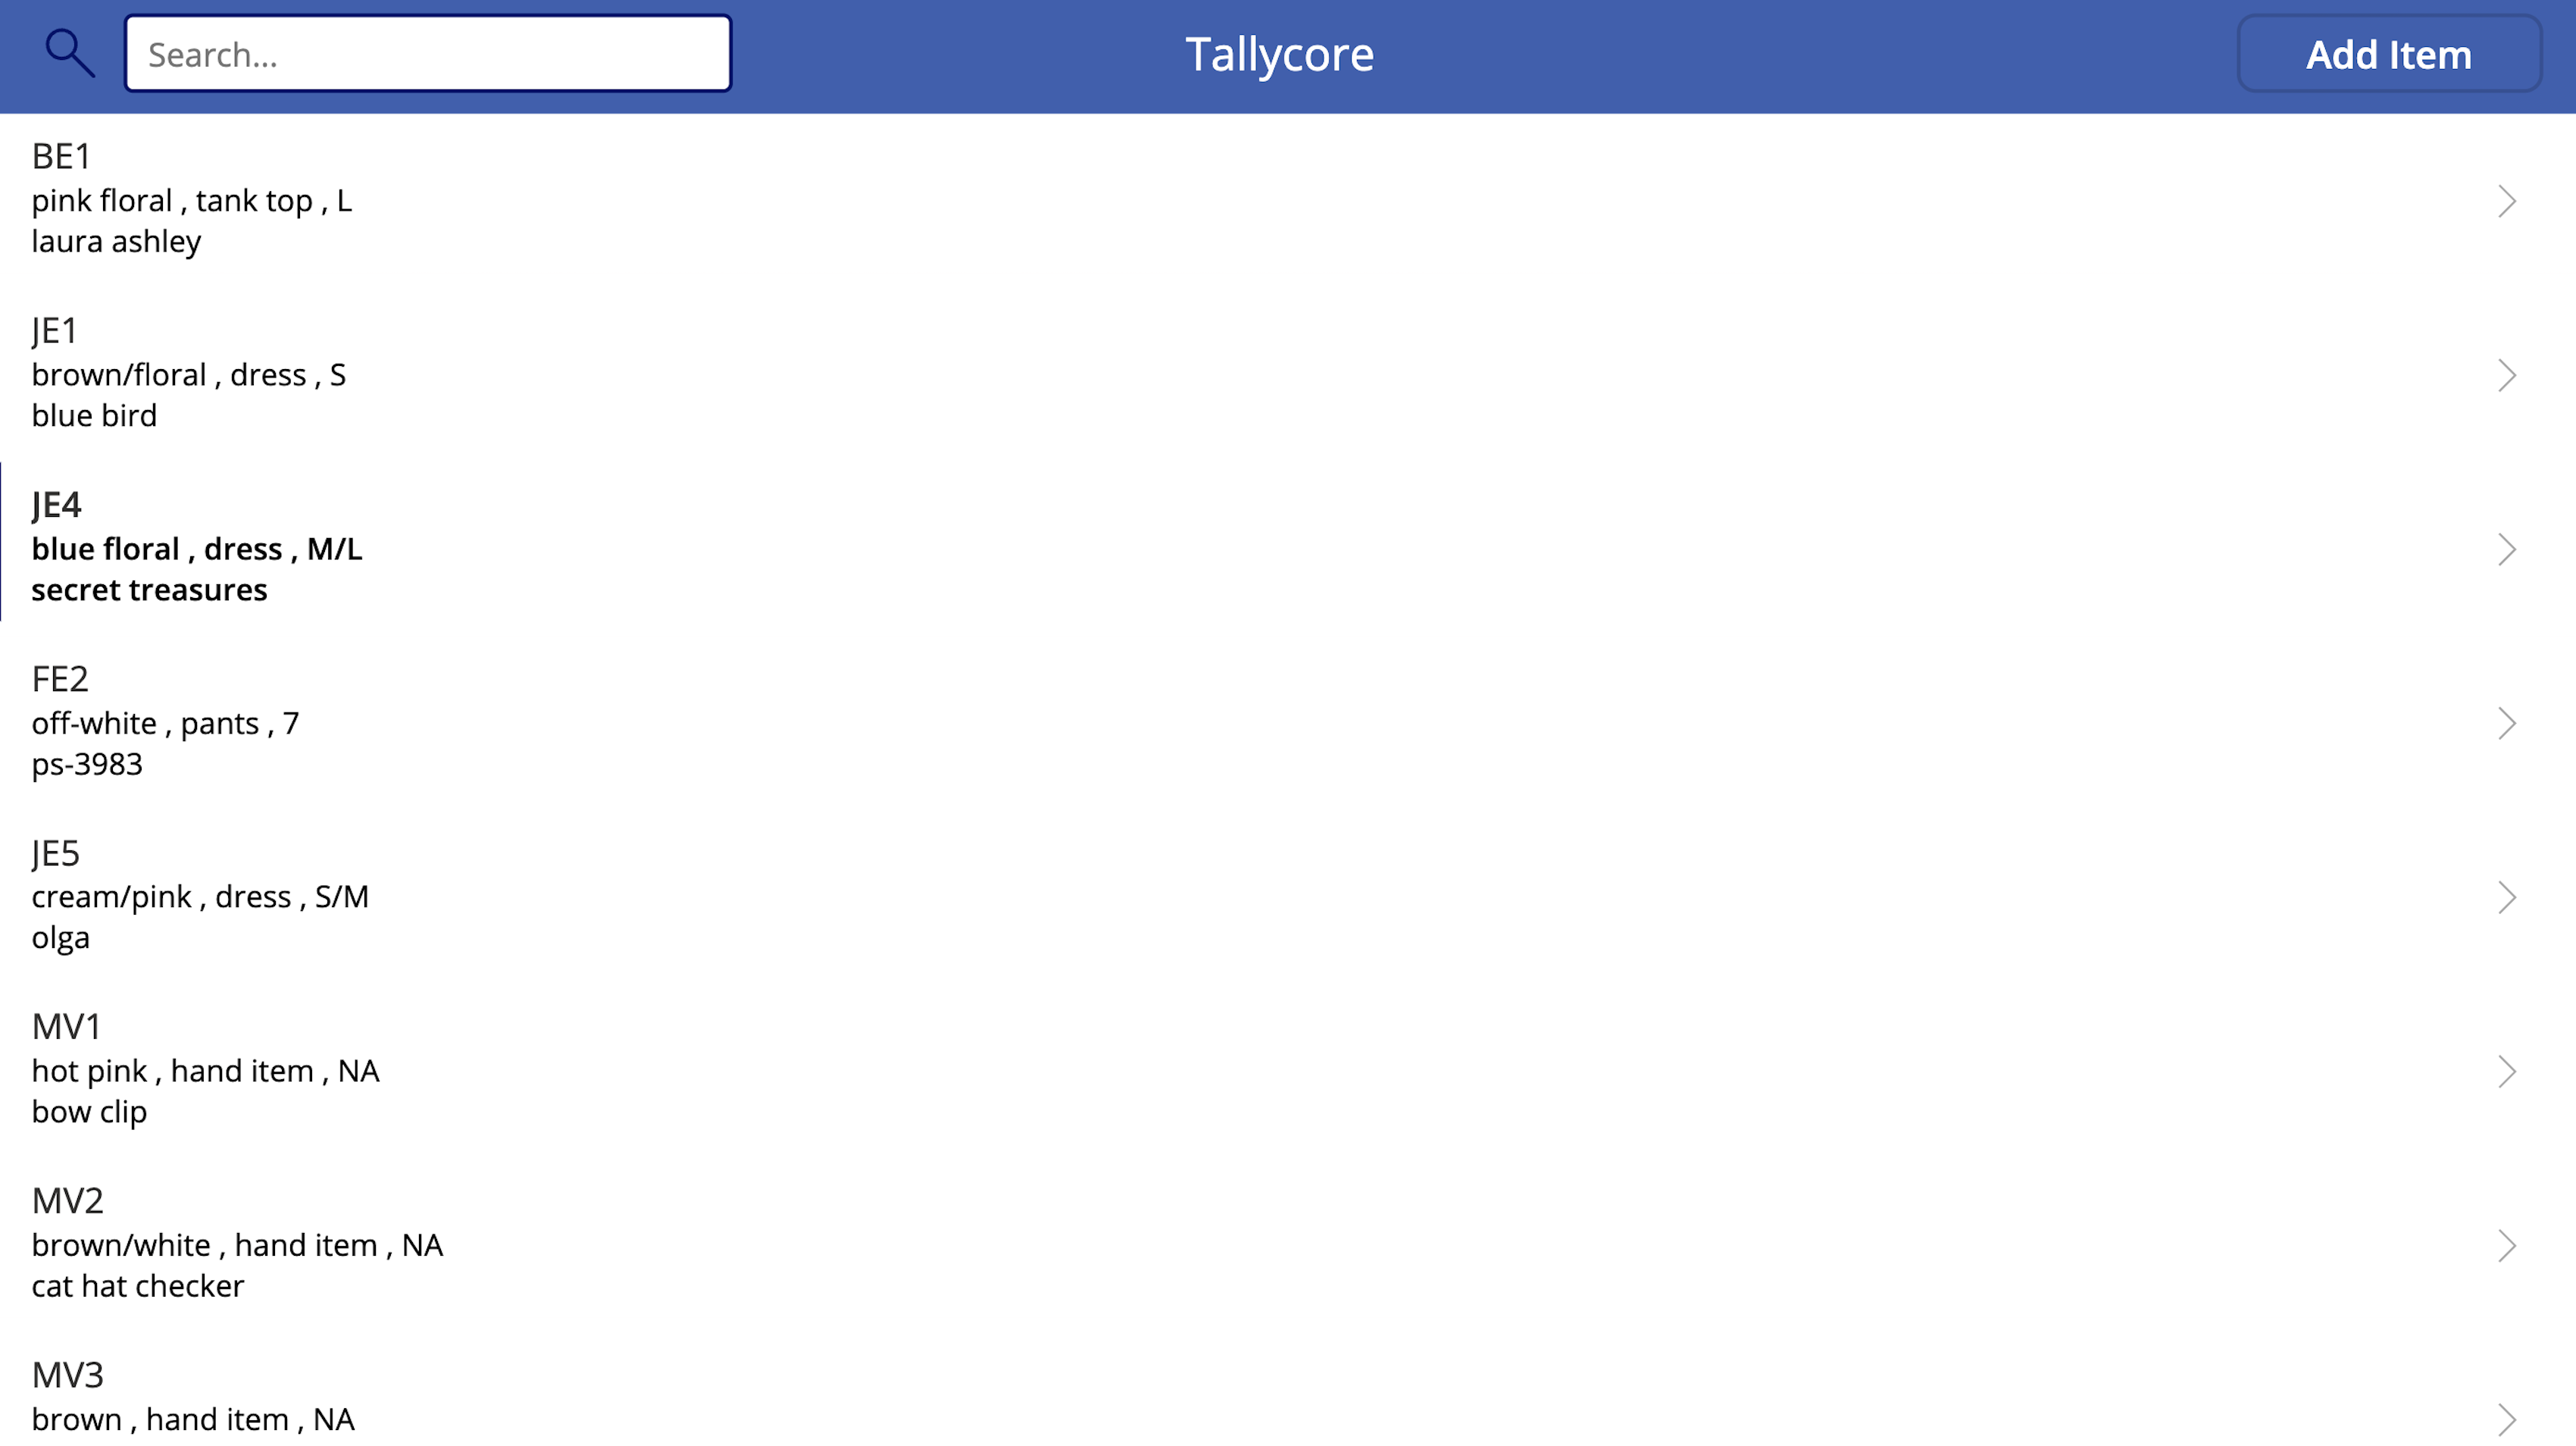 Search...
Tallycore
Add Item
BE1
pink floral , tank top , L
laura ashley
JE1
brown/floral , dress , S
blue bird
JE4
blue floral , dress , M/L
secret treasures
FE2
off-white , pants , 7
ps-3983
JE5
cream/pink , dress , S/M
olga
MV1
hot pink , hand item , NA
bow clip
MV2
brown/white , hand item , NA
cat hat checker
MV3
brown , hand item , NA